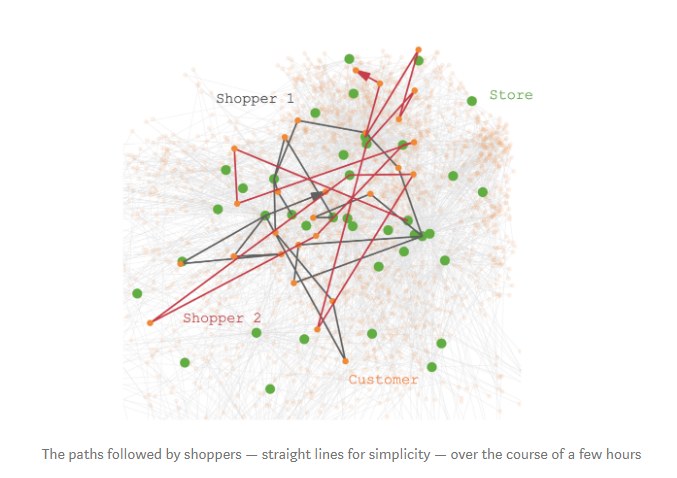 Shopper 1
Store
Shopper 2
Customer
The paths followed by shoppers — straight lines for simplicity — over the course of a few hours